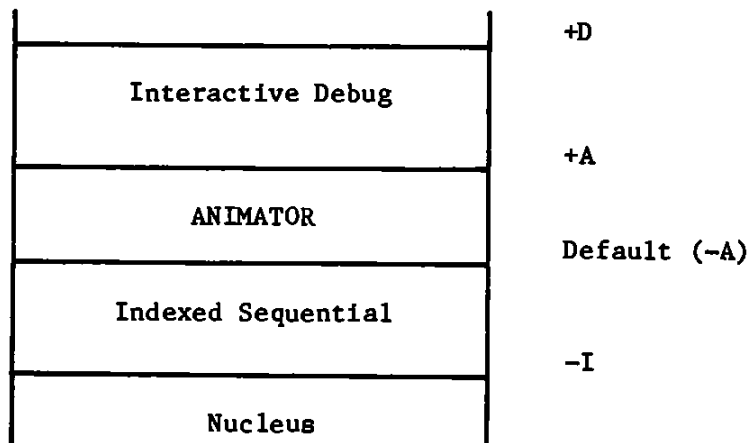 +D
Interactive Debug
+A
ANIMATOR
Default (-A)
Indexed Sequential
-I
Nucleus